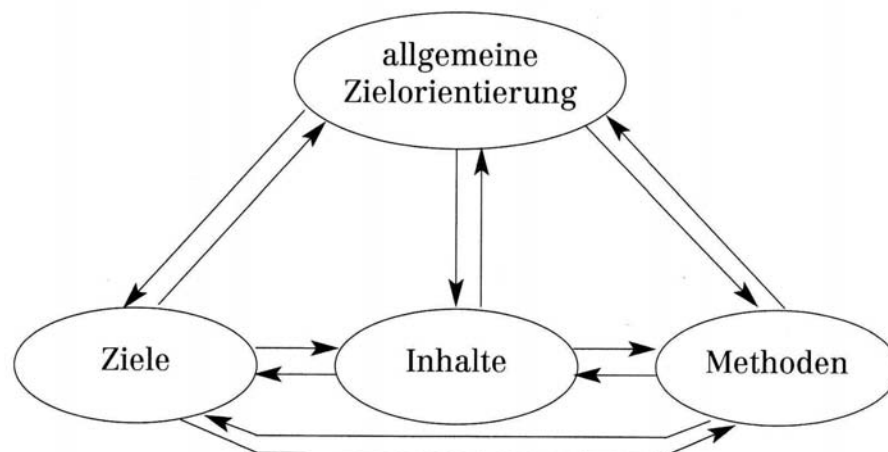 allgemeine
Zielorientierung
Ziele
Inhalte
Methoden